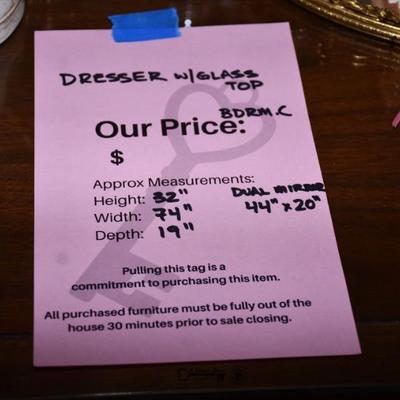 DRESSER W/GLASS
TOP
BDRM.C
Our Price:
$
Approx Measurements:
Height: 32"
Width: 74"
Depth: 19"
DUAL MIRROR
44" x 20"
Pulling this tag is a
commitment to purchasing this item.
All purchased furniture must be fully out of the
house 30 minutes prior to sale closing.